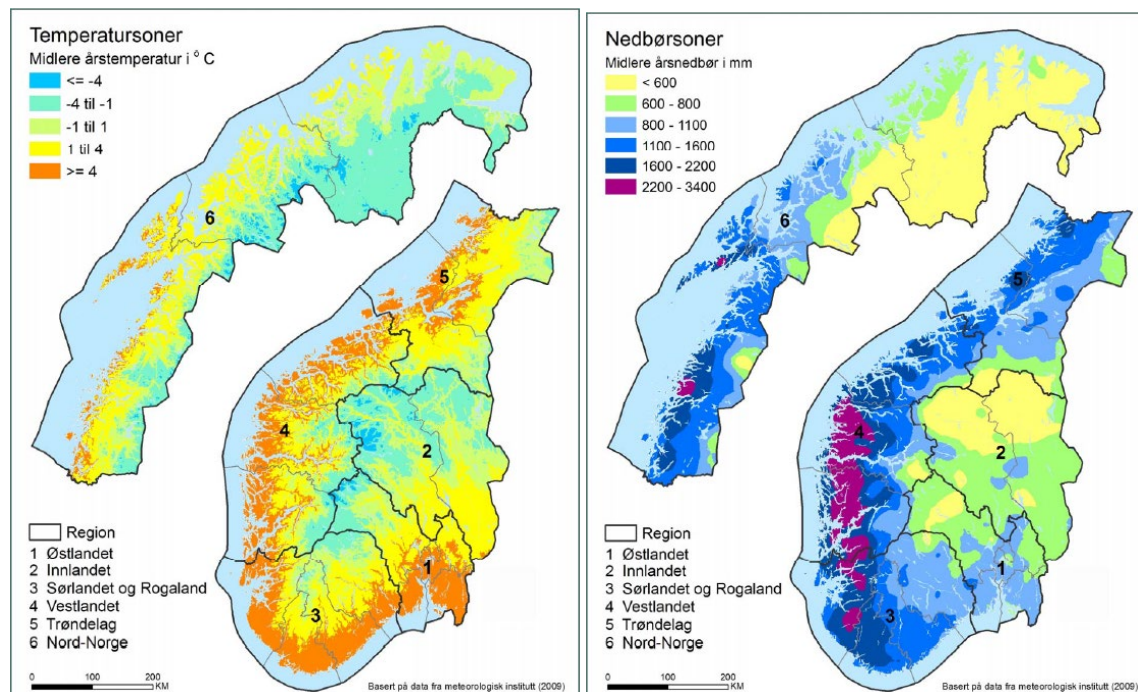 Temperatursoner
Midlere årstemperatur i ° C
<= -4
-4 til -1
-1 til 1
1 til 4
>= 4
6
5
4
2
1
3
Region
1 Østlandet
2 Innlandet
3 Sørlandet og Rogaland
4 Vestlandet
5 Trøndelag
6 Nord-Norge
0 100 200
KM
Basert på data fra meteorologisk institutt (2009)
Nedbørsoner
Midlere årsnedbør i mm
< 600
600 - 800
800 - 1100
1100 - 1600
1600 - 2200
2200 - 3400
6
5
4
2
1
3
Region
1 Østlandet
2 Innlandet
3 Sørlandet og Rogaland
4 Vestlandet
5 Trøndelag
6 Nord-Norge
0 100 200
KM
Basert på data fra meteorologisk institutt (2009)